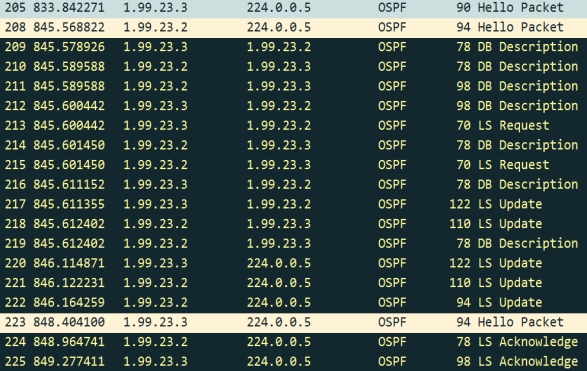 205 833.842271 1.99.23.3 224.0.0.5 OSPF 90 Hello Packet
208 845.568822 1.99.23.2 224.0.0.5 OSPF 94 Hello Packet
209 845.578926 1.99.23.3 1.99.23.2 OSPF 78 DB Description
210 845.589588 1.99.23.2 1.99.23.3 OSPF 78 DB Description
211 845.589588 1.99.23.2 1.99.23.3 OSPF 98 DB Description
212 845.600442 1.99.23.3 1.99.23.2 OSPF 98 DB Description
213 845.600442 1.99.23.3 1.99.23.2 OSPF 70 LS Request
214 845.601450 1.99.23.2 1.99.23.3 OSPF 78 DB Description
215 845.601450 1.99.23.2 1.99.23.3 OSPF 70 LS Request
216 845.611152 1.99.23.3 1.99.23.2 OSPF 78 DB Description
217 845.611355 1.99.23.3 1.99.23.2 OSPF 122 LS Update
218 845.612402 1.99.23.2 1.99.23.3 OSPF 110 LS Update
219 845.612402 1.99.23.2 1.99.23.3 OSPF 78 DB Description
220 846.114871 1.99.23.3 224.0.0.5 OSPF 122 LS Update
221 846.122231 1.99.23.2 224.0.0.5 OSPF 110 LS Update
222 846.164259 1.99.23.2 224.0.0.5 OSPF 94 LS Update
223 848.404100 1.99.23.3 224.0.0.5 OSPF 94 Hello Packet
224 848.964741 1.99.23.2 224.0.0.5 OSPF 78 LS Acknowledge
225 849.277411 1.99.23.3 224.0.0.5 OSPF 98 LS Acknowledge